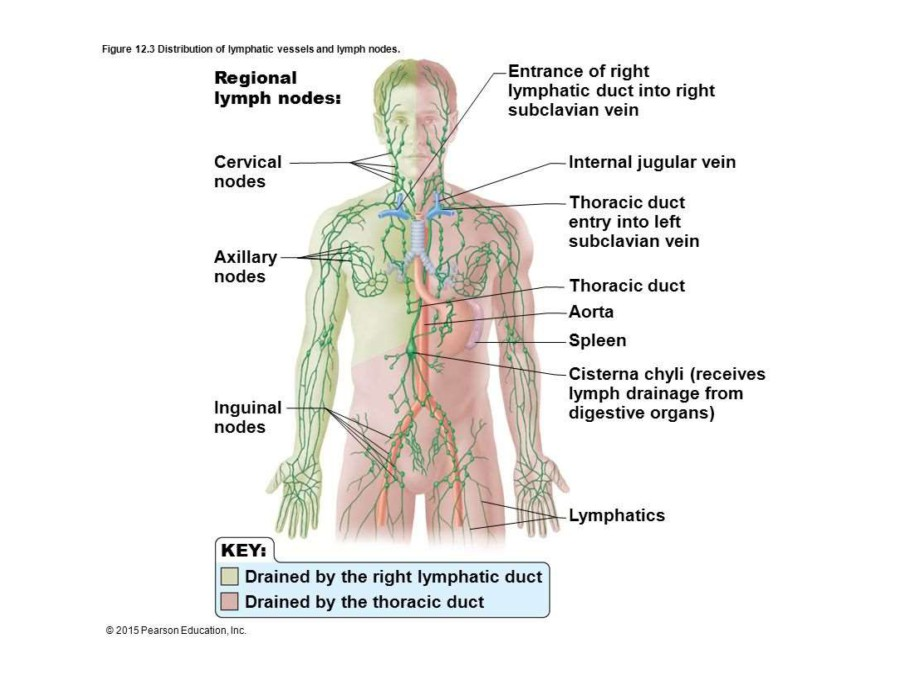 Figure 12.3 Distribution of lymphatic vessels and lymph nodes.
Regional
lymph nodes:
Entrance of right
lymphatic duct into right
subclavian vein
Cervical
nodes
Internal jugular vein
Thoracic duct
entry into left
subclavian vein
Axillary
nodes
Thoracic duct
Aorta
Spleen
Cisterna chyli (receives
lymph drainage from
digestive organs)
Inguinal
nodes
Lymphatics
KEY:
Drained by the right lymphatic duct
Drained by the thoracic duct
© 2015 Pearson Education, Inc.